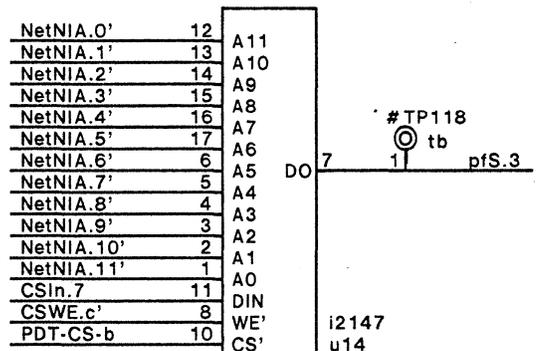 NetNIA.0' 12 A11
NetNIA.1' 13 A10
NetNIA.2' 14 A9
NetNIA.3' 15 A8
NetNIA.4' 16 A7
#TP118
NetNIA.5' 17 A6
tb
NetNIA.6' 6 A5 DO 7 1 pfS.3
NetNIA.7' 5 A4
NetNIA.8' 4 A3
NetNIA.9' 3 A2
NetNIA.10' 2 A1
NetNIA.11' 1 A0
CSIn.7 11 DIN
CSWE.c' 8 WE' i2147
PDT-CS-b 10 CS' u14